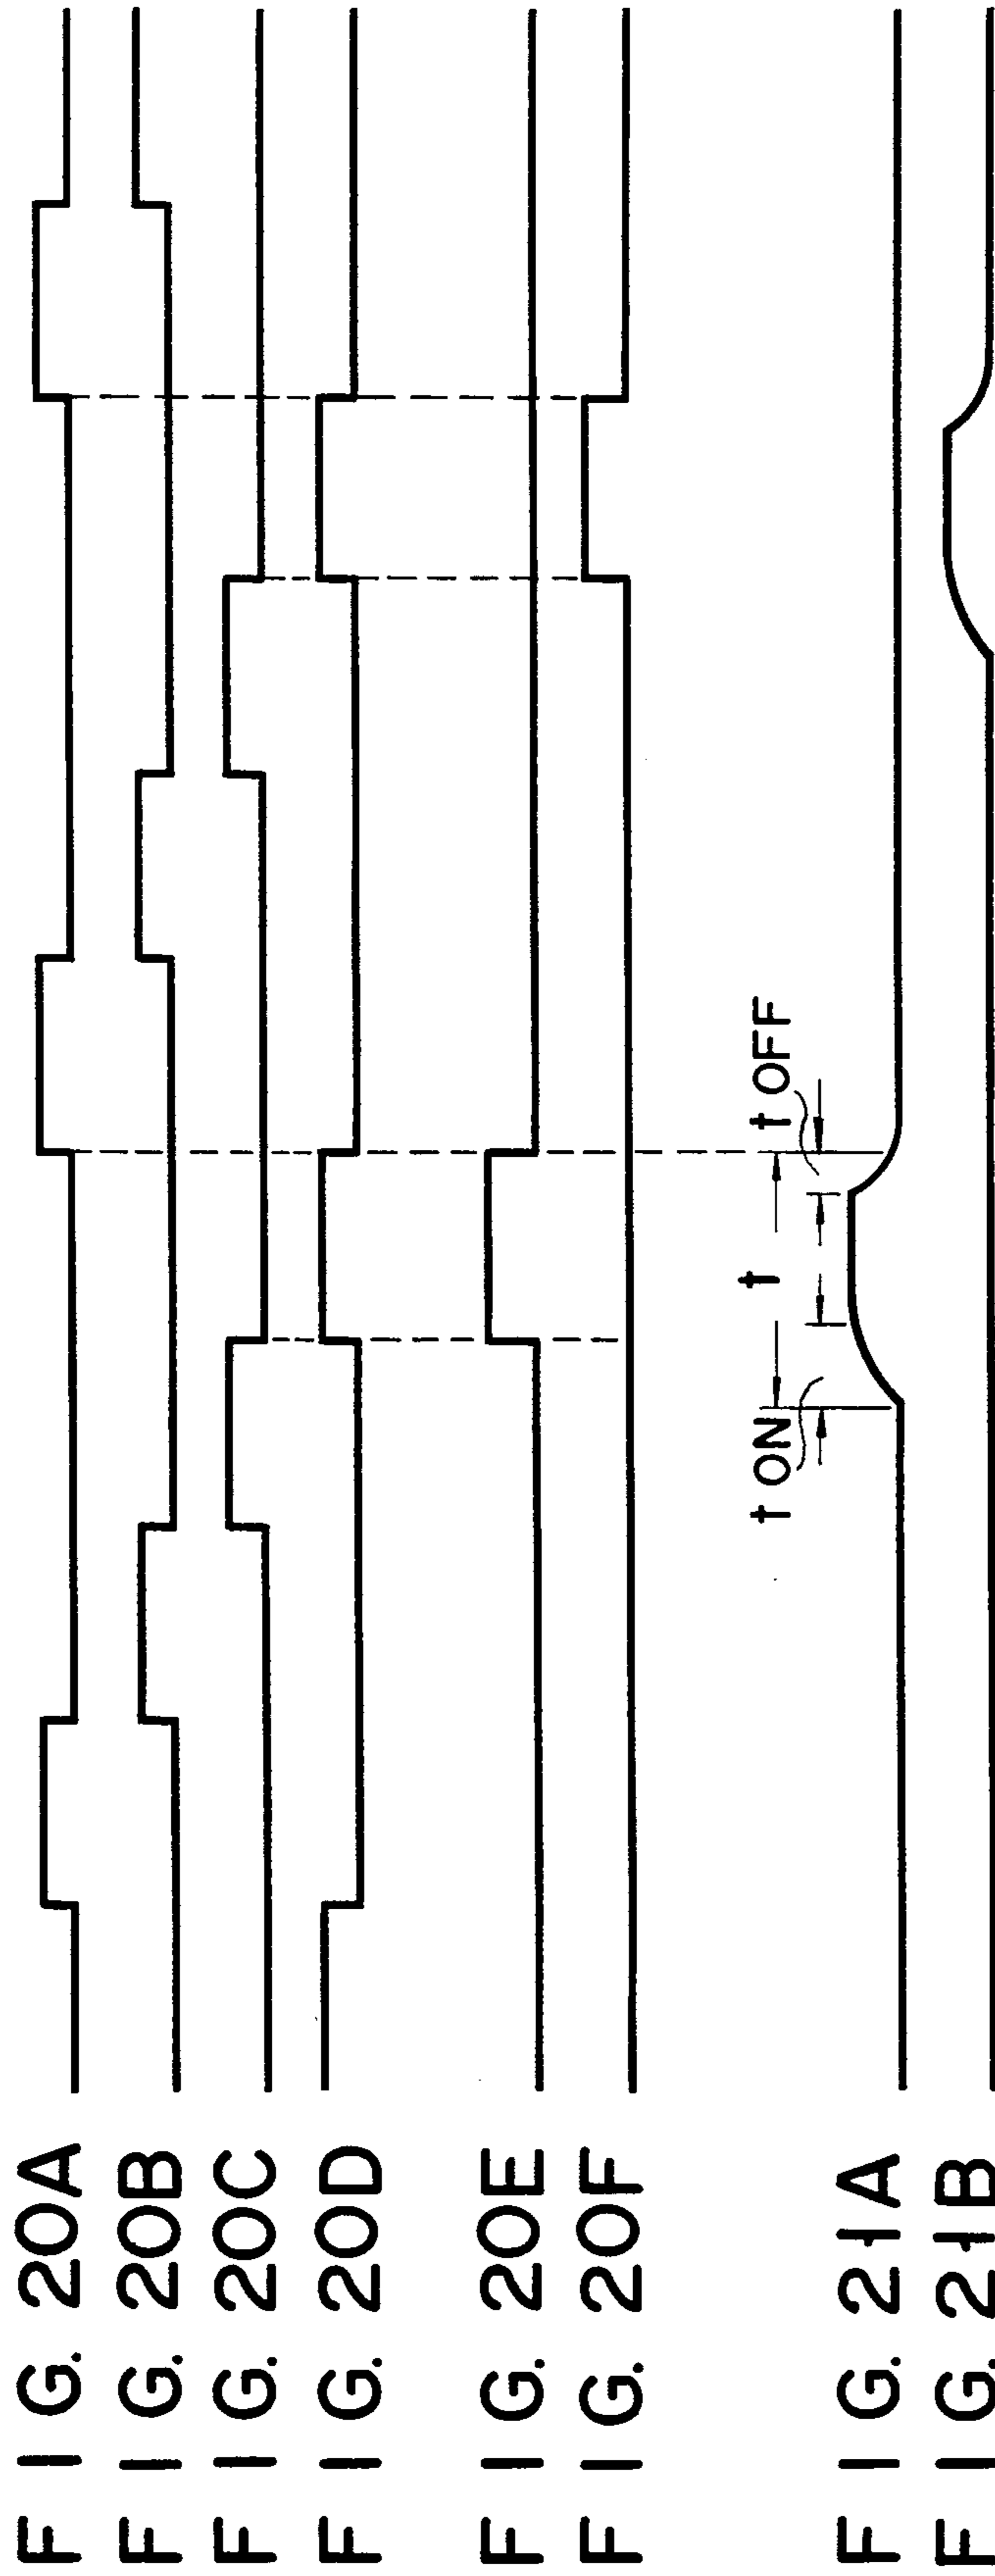 FIG. 20A
FIG. 20B
FIG. 20C
FIG. 20D
FIG. 20E
FIG. 20F
t ON
t
t OFF
FIG. 21A
FIG. 21B